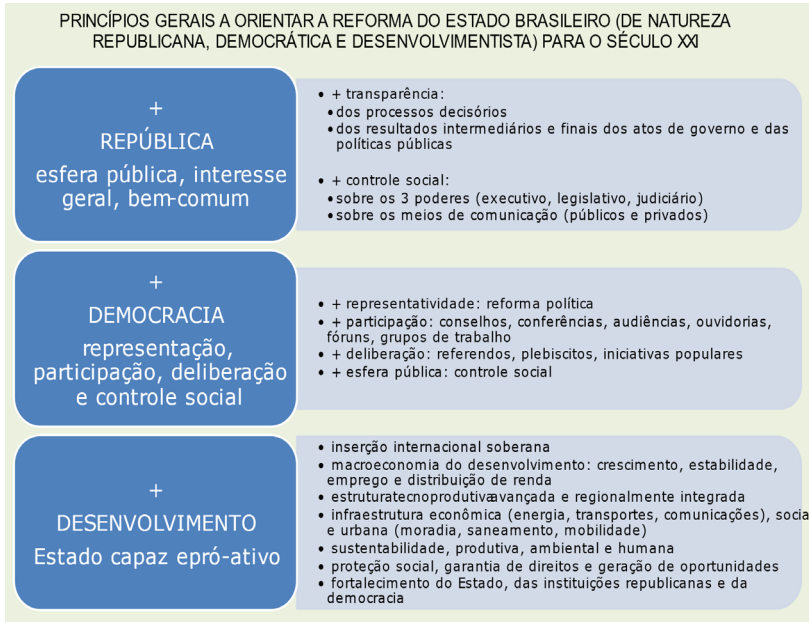 PRINCÍPIOS GERAIS A ORIENTAR A REFORMA DO ESTADO BRASILEIRO (DE NATUREZA
REPUBLICANA, DEMOCRÁTICA E DESENVOLVIMENTISTA) PARA O SÉCULO XXI
+
REPÚBLICA
esfera pública, interesse
geral, bem-comum
• + transparência:
• dos processos decisórios
• dos resultados intermediários e finais dos atos de governo e das
políticas públicas
• + controle social:
• sobre os 3 poderes (executivo, legislativo, judiciário)
• sobre os meios de comunicação (públicos e privados)
+
DEMOCRACIA
representação,
participação, deliberação
e controle social
• + representatividade: reforma política
• + participação: conselhos, conferências, audiências, ouvidorias,
fóruns, grupos de trabalho
• + deliberação: referendos, plebiscitos, iniciativas populares
• + esfera pública: controle social
+
DESENVOLVIMENTO
Estado capaz epró-ativo
• inserção internacional soberana
• macroeconomia do desenvolvimento: crescimento, estabilidade,
emprego e distribuição de renda
• estruturatecnoprodutivaavançada e regionalmente integrada
• infraestrutura econômica (energia, transportes, comunicações), socia
e urbana (moradia, saneamento, mobilidade)
• sustentabilidade, produtiva, ambiental e humana
• proteção social, garantia de direitos e geração de oportunidades
• fortalecimento do Estado, das instituições republicanas e da
democracia